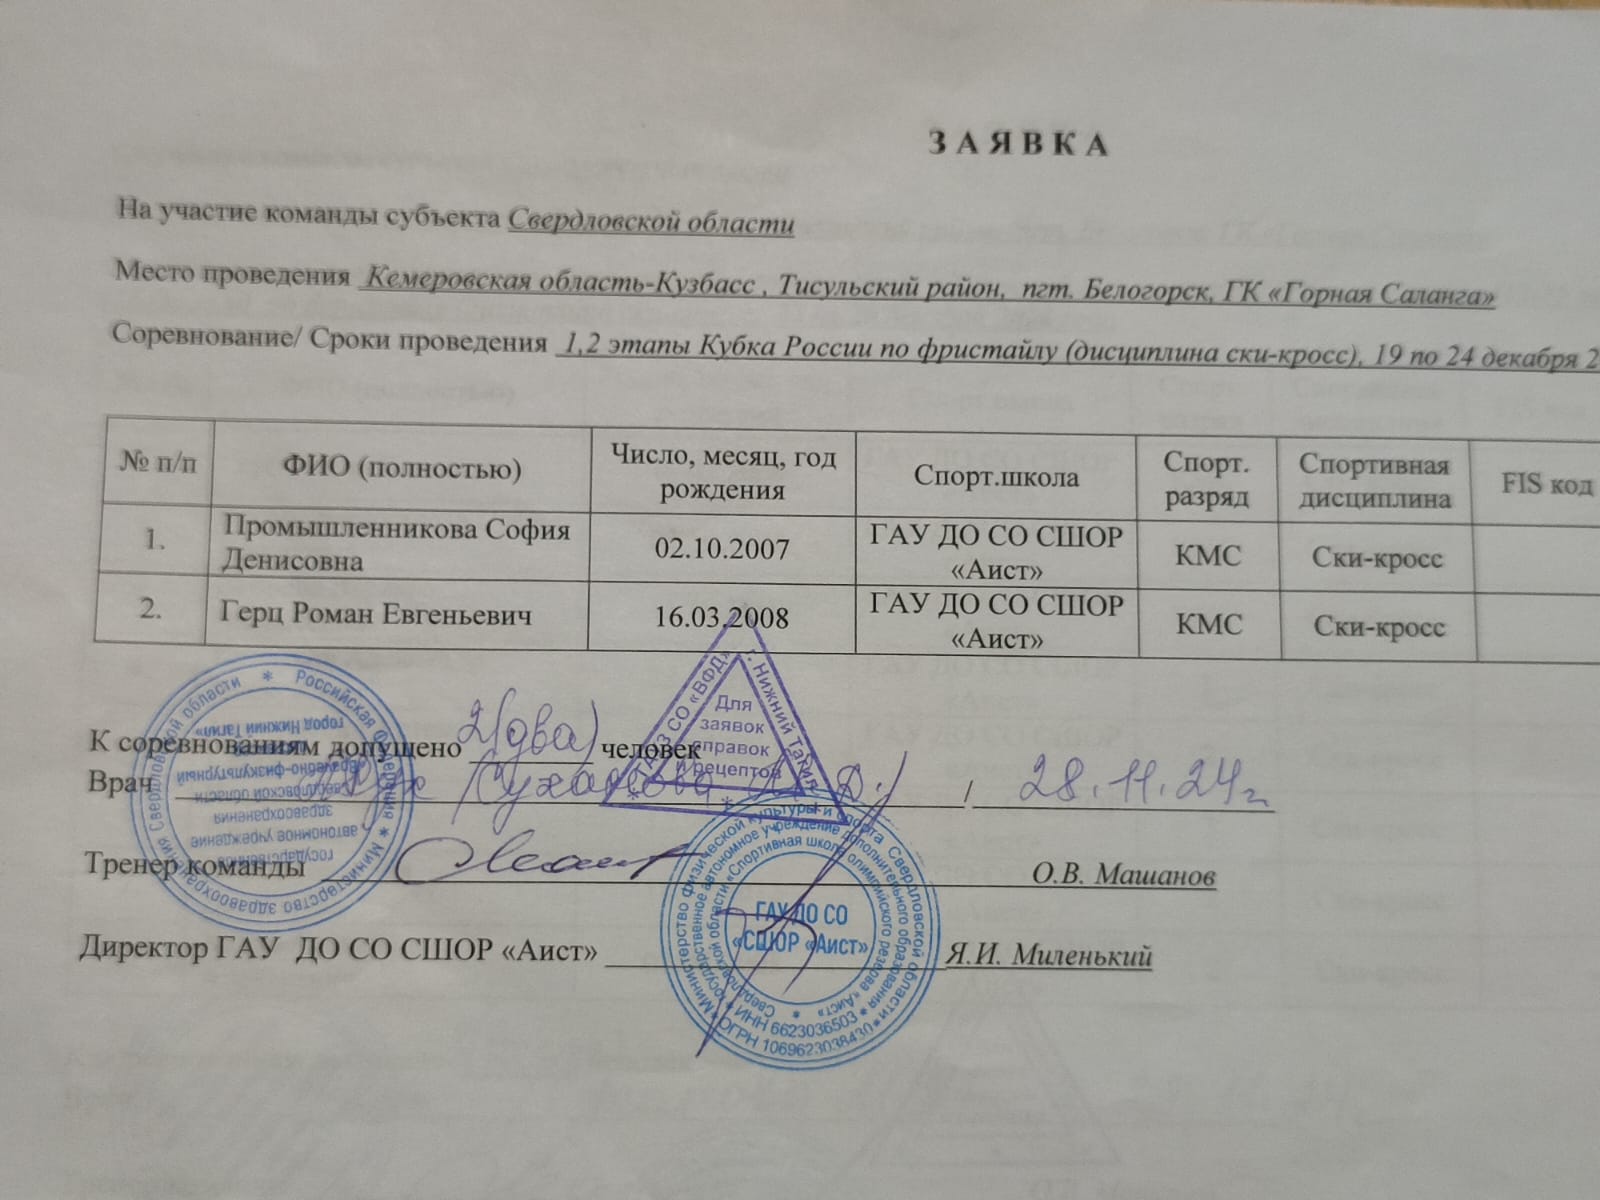 ЗАЯВКА
На участие команды субъекта Свердловской области
Место проведения Кемеровская область-Кузбасс , Тисульский район, пгт. Белогорск, ГК «Горная Саланга»
Соревнование/ Сроки проведения 1,2 этапы Кубка России по фристайлу (дисциплина ски-кросс), 19 по 24 декабря 2
№ п/п ФИО (полностью) Число, месяц, год рождения Спорт.школа Спорт. разряд Спортивная дисциплина FIS код
1. Промышленникова София Денисовна 02.10.2007 ГАУ ДО СО СШОР «Аист» КМС Ски-кросс
2. Герц Роман Евгеньевич 16.03.2008 ГАУ ДО СО СШОР «Аист» КМС Ски-кросс
К соревнованиям допущено 2(два) человек
Врач / 28.11.24г
Тренер команды О.В. Машанов
Директор ГАУ ДО СО СШОР «Аист» Я.И. Миленький
ГАУЗ СО «ВФД» г. Нижний Тагил
Для
заявок
справок
и рецептов
Российская Федерация * Министерство здравоохранения Свердловской области *
государственное
автономное учреждение
здравоохранения
Свердловской области
«Врачебно-физкультурный
город Нижний Тагил»
Министерство физической культуры и спорта Свердловской области
Государственное автономное учреждение дополнительного образования
Свердловской области «Спортивная школа олимпийского резерва «Аист»
ИНН 6623036503
ОГРН 1069623038430
ГАУ ДО СО
«СШОР «Аист»